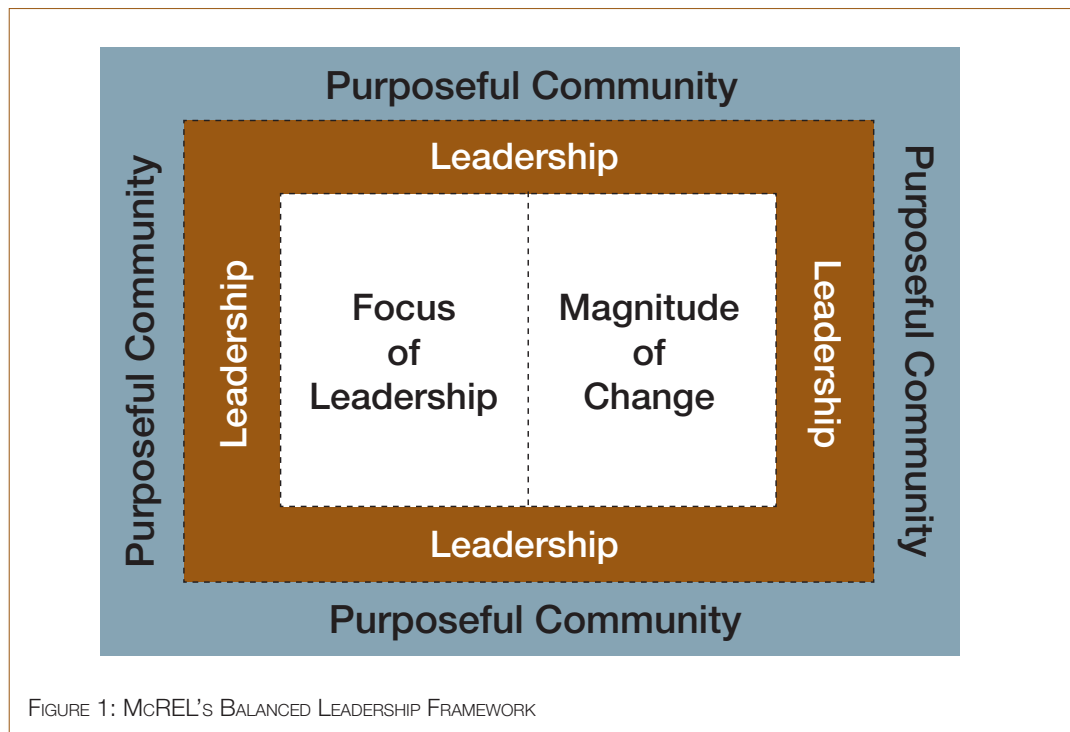 Purposeful Community
Leadership
Purposeful Community
Leadership
Focus
of
Leadership
Magnitude
of
Change
Leadership
Purposeful Community
Leadership
Purposeful Community
FIGURE 1: MCREL'S BALANCED LEADERSHIP FRAMEWORK